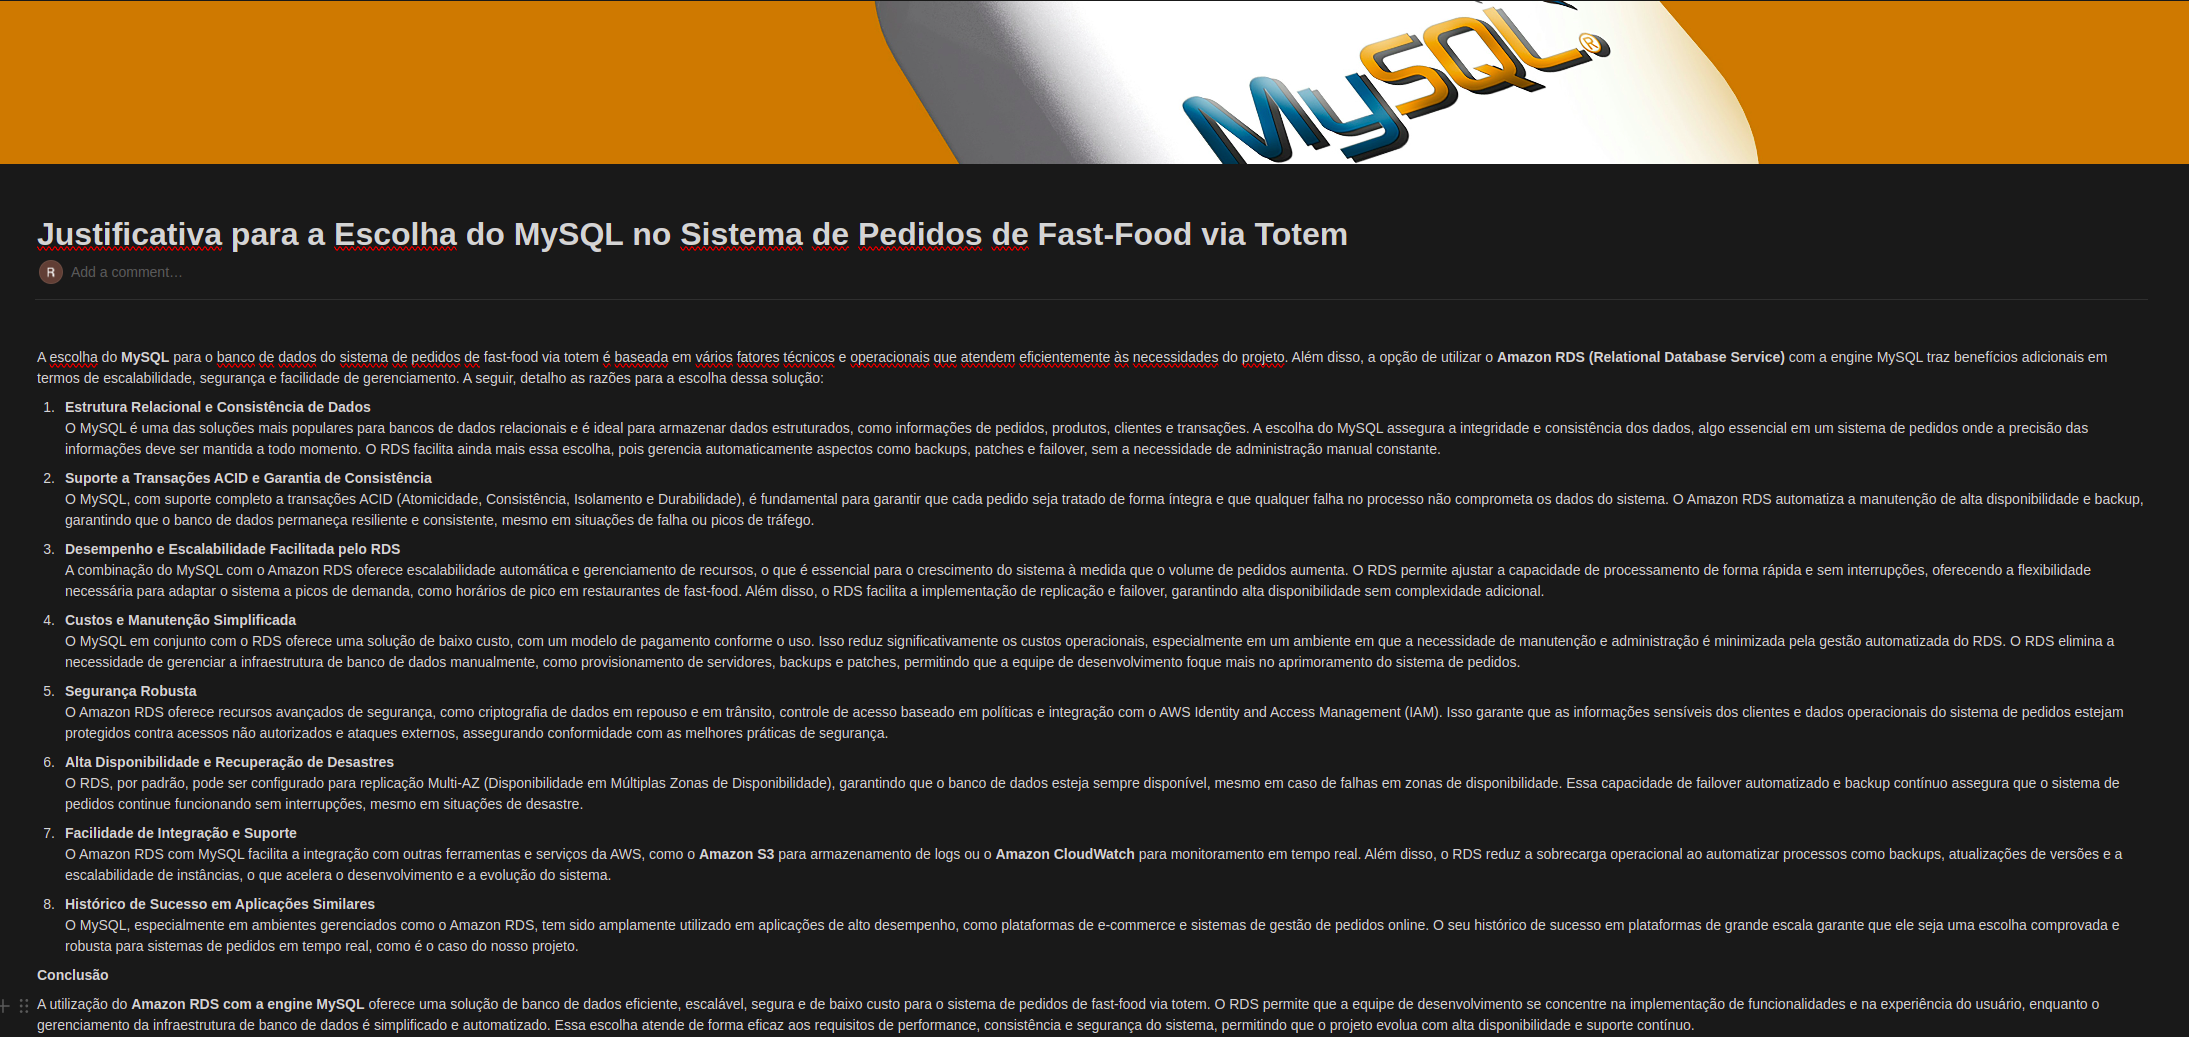 MySQL®
Justificativa para a Escolha do MySQL no Sistema de Pedidos de Fast-Food via Totem
R Add a comment…
A escolha do MySQL para o banco de dados do sistema de pedidos de fast-food via totem é baseada em vários fatores técnicos e operacionais que atendem eficientemente às necessidades do projeto. Além disso, a opção de utilizar o Amazon RDS (Relational Database Service) com a engine MySQL traz benefícios adicionais em
termos de escalabilidade, segurança e facilidade de gerenciamento. A seguir, detalho as razões para a escolha dessa solução:
1. Estrutura Relacional e Consistência de Dados
O MySQL é uma das soluções mais populares para bancos de dados relacionais e é ideal para armazenar dados estruturados, como informações de pedidos, produtos, clientes e transações. A escolha do MySQL assegura a integridade e consistência dos dados, algo essencial em um sistema de pedidos onde a precisão das
informações deve ser mantida a todo momento. O RDS facilita ainda mais essa escolha, pois gerencia automaticamente aspectos como backups, patches e failover, sem a necessidade de administração manual constante.
2. Suporte a Transações ACID e Garantia de Consistência
O MySQL, com suporte completo a transações ACID (Atomicidade, Consistência, Isolamento e Durabilidade), é fundamental para garantir que cada pedido seja tratado de forma íntegra e que qualquer falha no processo não comprometa os dados do sistema. O Amazon RDS automatiza a manutenção de alta disponibilidade e backup,
garantindo que o banco de dados permaneça resiliente e consistente, mesmo em situações de falha ou picos de tráfego.
3. Desempenho e Escalabilidade Facilitada pelo RDS
A combinação do MySQL com o Amazon RDS oferece escalabilidade automática e gerenciamento de recursos, o que é essencial para o crescimento do sistema à medida que o volume de pedidos aumenta. O RDS permite ajustar a capacidade de processamento de forma rápida e sem interrupções, oferecendo a flexibilidade
necessária para adaptar o sistema a picos de demanda, como horários de pico em restaurantes de fast-food. Além disso, o RDS facilita a implementação de replicação e failover, garantindo alta disponibilidade sem complexidade adicional.
4. Custos e Manutenção Simplificada
O MySQL em conjunto com o RDS oferece uma solução de baixo custo, com um modelo de pagamento conforme o uso. Isso reduz significativamente os custos operacionais, especialmente em um ambiente em que a necessidade de manutenção e administração é minimizada pela gestão automatizada do RDS. O RDS elimina a
necessidade de gerenciar a infraestrutura de banco de dados manualmente, como provisionamento de servidores, backups e patches, permitindo que a equipe de desenvolvimento foque mais no aprimoramento do sistema de pedidos.
5. Segurança Robusta
O Amazon RDS oferece recursos avançados de segurança, como criptografia de dados em repouso e em trânsito, controle de acesso baseado em políticas e integração com o AWS Identity and Access Management (IAM). Isso garante que as informações sensíveis dos clientes e dados operacionais do sistema de pedidos estejam
protegidos contra acessos não autorizados e ataques externos, assegurando conformidade com as melhores práticas de segurança.
6. Alta Disponibilidade e Recuperação de Desastres
O RDS, por padrão, pode ser configurado para replicação Multi-AZ (Disponibilidade em Múltiplas Zonas de Disponibilidade), garantindo que o banco de dados esteja sempre disponível, mesmo em caso de falhas em zonas de disponibilidade. Essa capacidade de failover automatizado e backup contínuo assegura que o sistema de
pedidos continue funcionando sem interrupções, mesmo em situações de desastre.
7. Facilidade de Integração e Suporte
O Amazon RDS com MySQL facilita a integração com outras ferramentas e serviços da AWS, como o Amazon S3 para armazenamento de logs ou o Amazon CloudWatch para monitoramento em tempo real. Além disso, o RDS reduz a sobrecarga operacional ao automatizar processos como backups, atualizações de versões e a
escalabilidade de instâncias, o que acelera o desenvolvimento e a evolução do sistema.
8. Histórico de Sucesso em Aplicações Similares
O MySQL, especialmente em ambientes gerenciados como o Amazon RDS, tem sido amplamente utilizado em aplicações de alto desempenho, como plataformas de e-commerce e sistemas de gestão de pedidos online. O seu histórico de sucesso em plataformas de grande escala garante que ele seja uma escolha comprovada e
robusta para sistemas de pedidos em tempo real, como é o caso do nosso projeto.
Conclusão
A utilização do Amazon RDS com a engine MySQL oferece uma solução de banco de dados eficiente, escalável, segura e de baixo custo para o sistema de pedidos de fast-food via totem. O RDS permite que a equipe de desenvolvimento se concentre na implementação de funcionalidades e na experiência do usuário, enquanto o
gerenciamento da infraestrutura de banco de dados é simplificado e automatizado. Essa escolha atende de forma eficaz aos requisitos de performance, consistência e segurança do sistema, permitindo que o projeto evolua com alta disponibilidade e suporte contínuo.